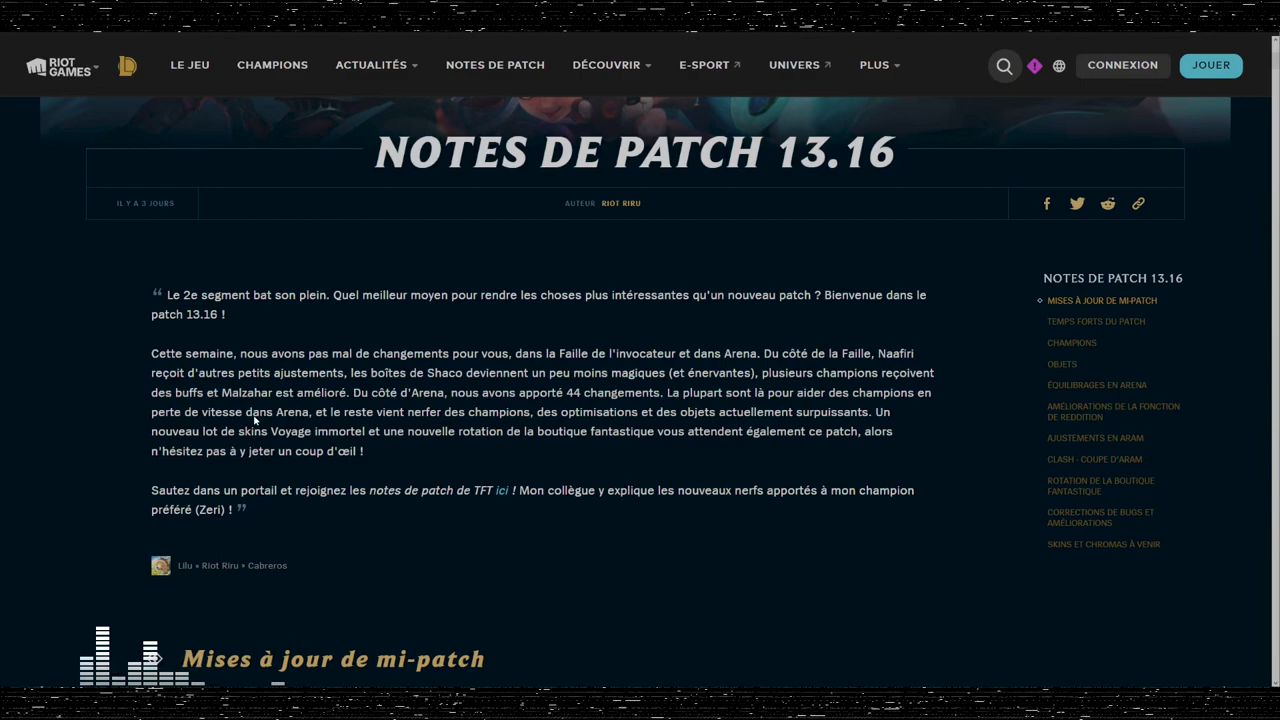 RIOT GAMES
LE JEU
CHAMPIONS
ACTUALITÉS
NOTES DE PATCH
DÉCOUVRIR
E-SPORT
UNIVERS
PLUS
CONNEXION
JOUER
NOTES DE PATCH 13.16
IL Y A 3 JOURS
AUTEUR RIOT RIRU
“ Le 2e segment bat son plein. Quel meilleur moyen pour rendre les choses plus intéressantes qu'un nouveau patch ? Bienvenue dans le
patch 13.16 !
Cette semaine, nous avons pas mal de changements pour vous, dans la Faille de l'invocateur et dans Arena. Du côté de la Faille, Naafiri
reçoit d'autres petits ajustements, les boîtes de Shaco deviennent un peu moins magiques (et énervantes), plusieurs champions reçoivent
des buffs et Malzahar est amélioré. Du côté d'Arena, nous avons apporté 44 changements. La plupart sont là pour aider des champions en
perte de vitesse dans Arena, et le reste vient nerfer des champions, des optimisations et des objets actuellement surpuissants. Un
nouveau lot de skins Voyage immortel et une nouvelle rotation de la boutique fantastique vous attendent également ce patch, alors
n'hésitez pas à y jeter un coup d'œil !
Sautez dans un portail et rejoignez les notes de patch de TFT ici ! Mon collègue y explique les nouveaux nerfs apportés à mon champion
préféré (Zeri) ! ”
Lilu • Riot Riru • Cabreros
Mises à jour de mi-patch
NOTES DE PATCH 13.16
MISES À JOUR DE MI-PATCH
TEMPS FORTS DU PATCH
CHAMPIONS
OBJETS
ÉQUILIBRAGES EN ARENA
AMÉLIORATIONS DE LA FONCTION
DE REDDITION
AJUSTEMENTS EN ARAM
CLASH - COUPE D'ARAM
ROTATION DE LA BOUTIQUE
FANTASTIQUE
CORRECTIONS DE BUGS ET
AMÉLIORATIONS
SKINS ET CHROMAS À VENIR